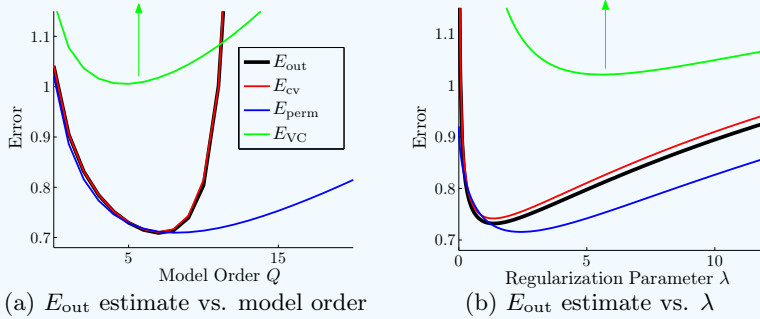 1.1
1
0.9
0.8
0.7
Error
5
15
Model Order Q
E_out
E_cv
E_perm
E_VC
(a) E_out estimate vs. model order
1.1
1
0.9
0.8
0.7
Error
0
5
10
Regularization Parameter λ
(b) E_out estimate vs. λ